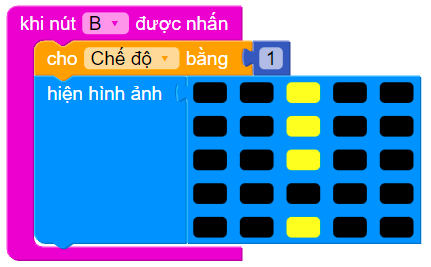 khi nút B được nhấn
cho Chế độ bằng 1
hiện hình ảnh